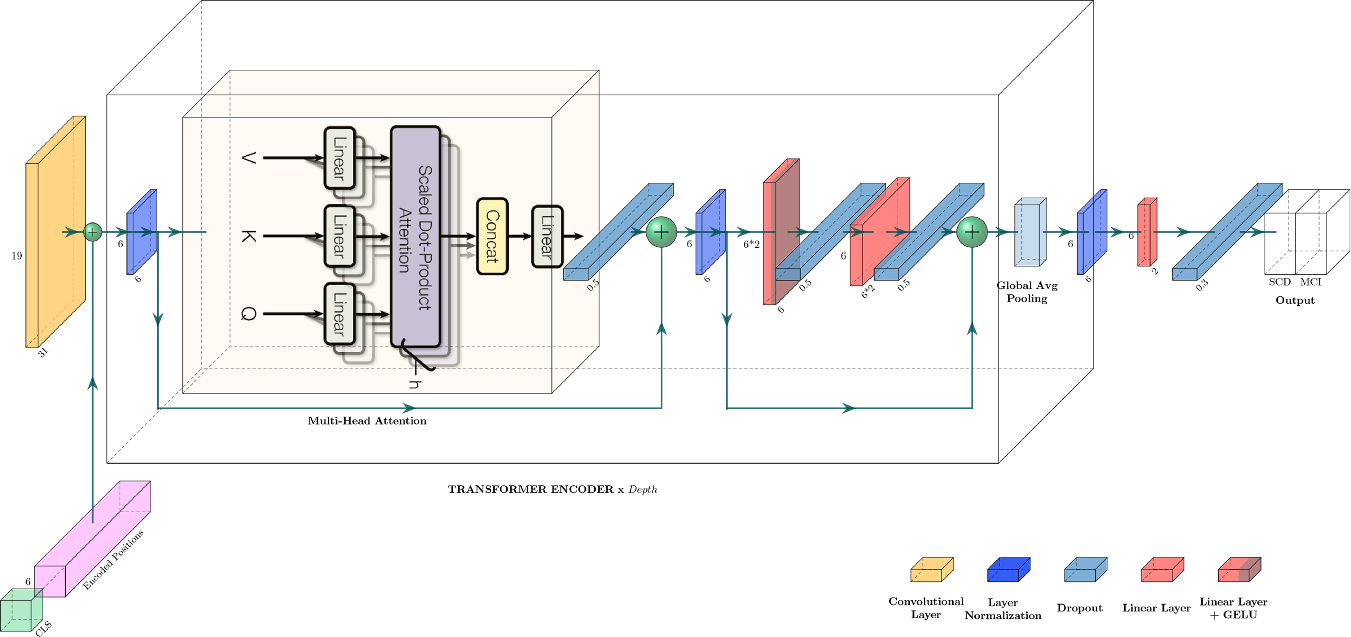 19
31
6
6
V
K
Q
Linear
Linear
Linear
Scaled Dot-Product
Attention
h
Concat
Linear
0.5
Multi-Head Attention
6
6
6*2
6
0.5
6
6*2
0.5
Global Avg
Pooling
6
6
6
2
0.3
SCD MCI
Output
TRANSFORMER ENCODER x Depth
6
Encoded Positions
CLS
Convolutional
Layer
Layer
Normalization
Dropout
Linear Layer
Linear Layer
+ GELU